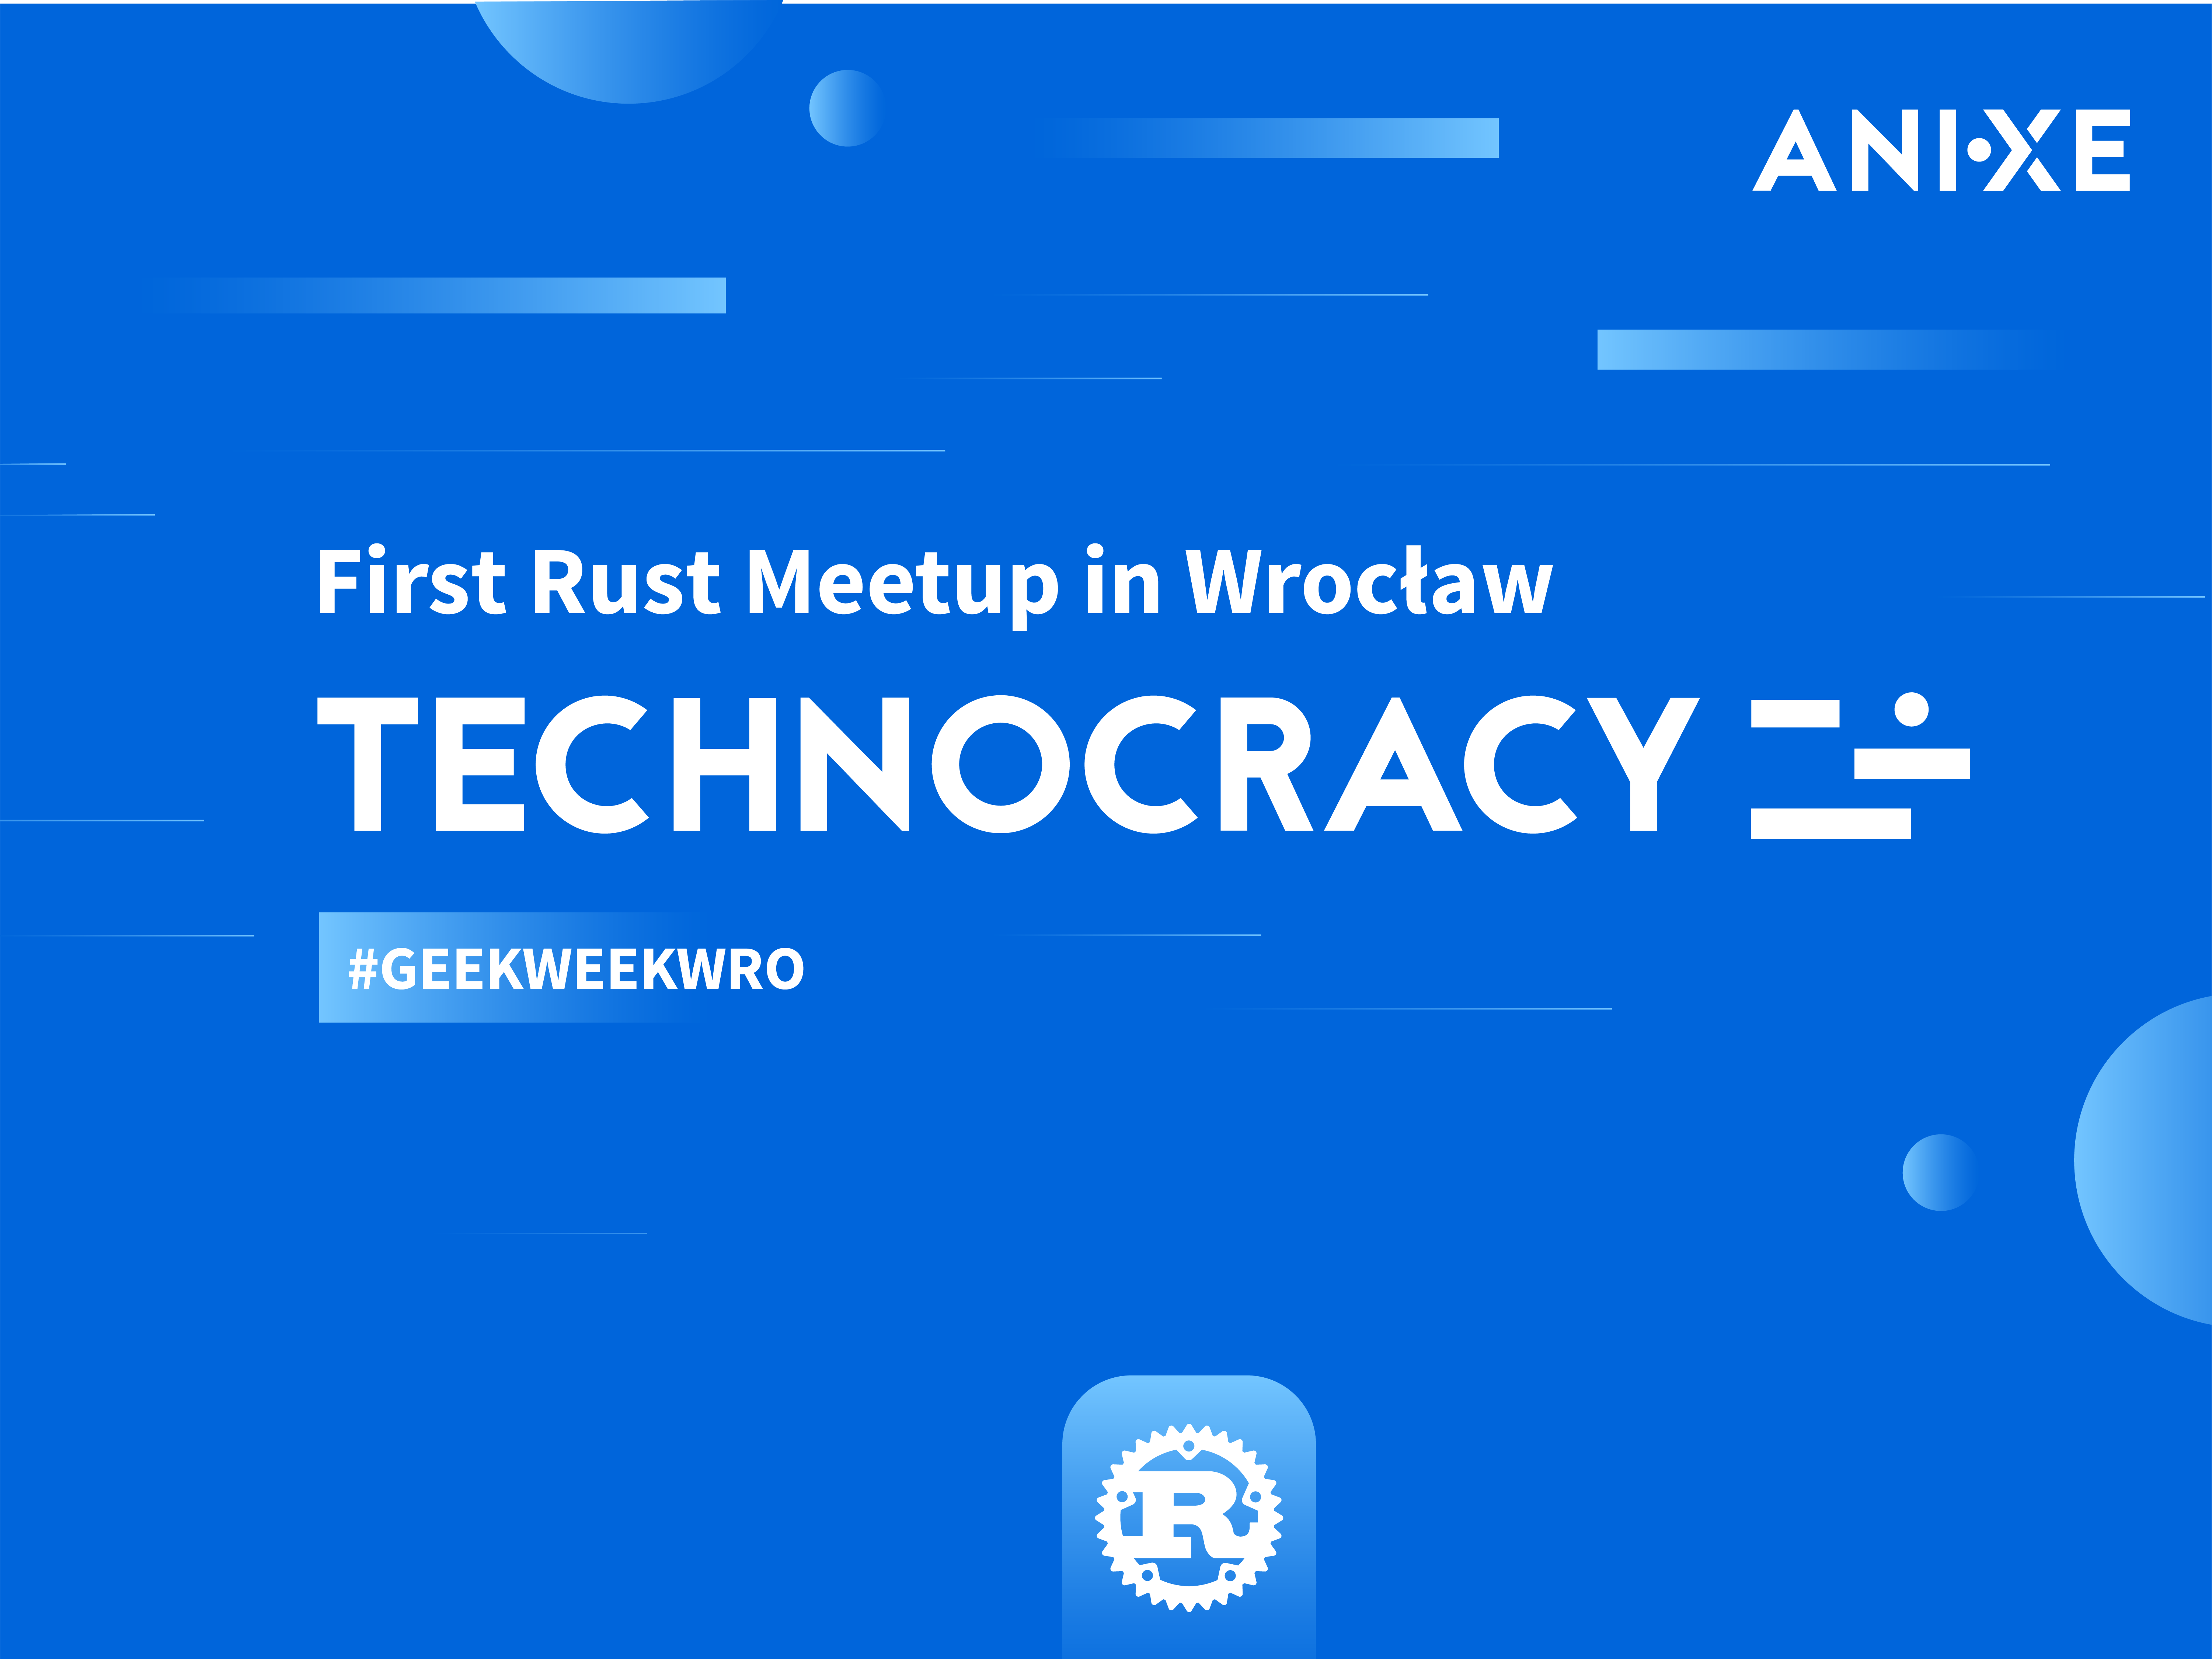 ANIXE
First Rust Meetup in Wrocław
TECHNOCRACY
#GEEKWEEKWRO
R